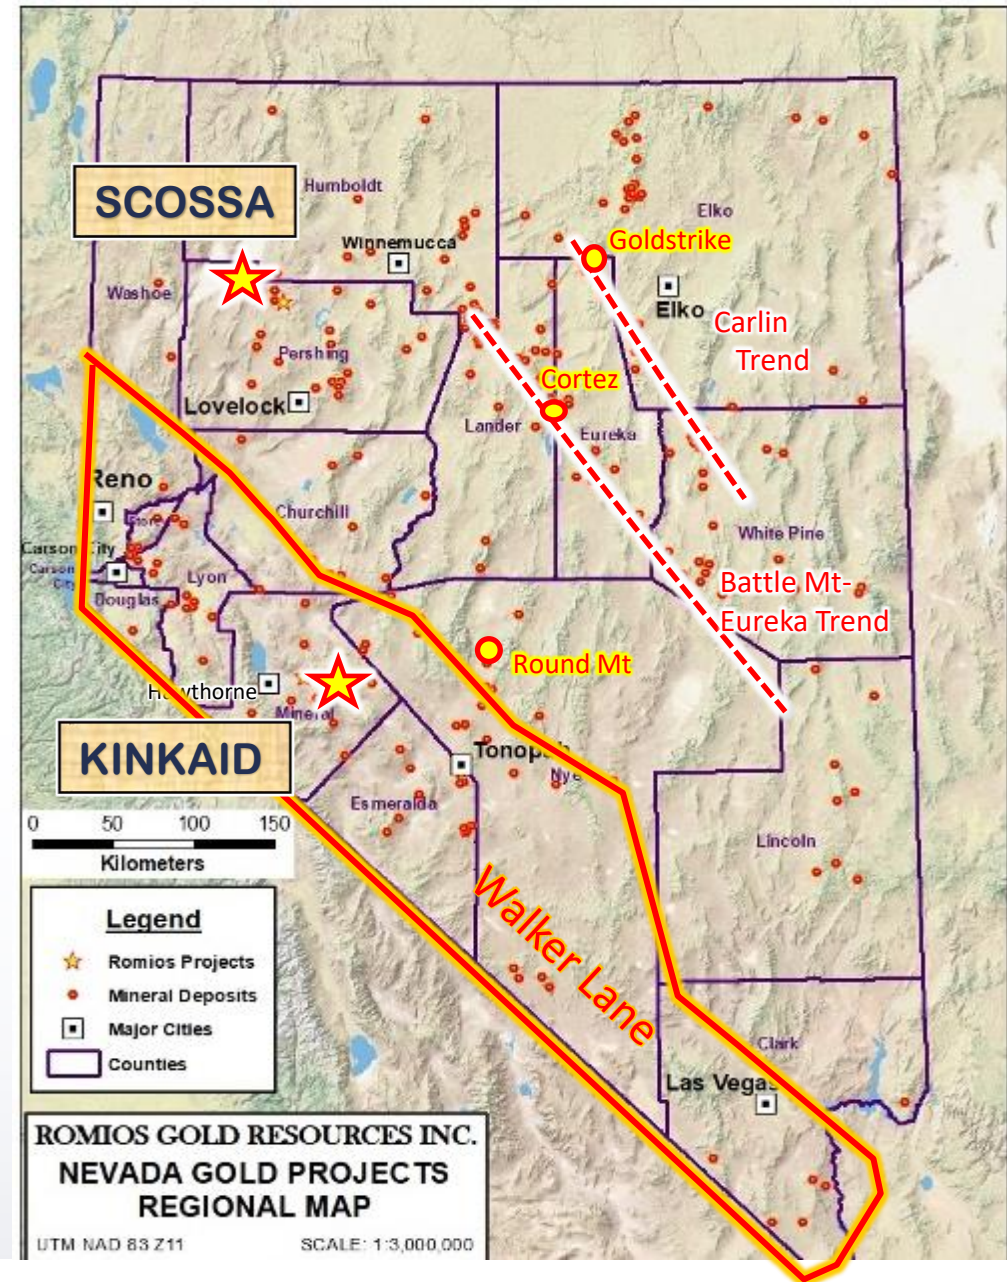 SCOSSA
Humboldt
Elko
Winnemucca
Goldstrike
Washoe
Elko
Carlin
Trend
Pershing
Cortez
Lovelock
Lander
Eureka
Reno
Churchill
White Pine
Carson City
Carson
City
Lyon
Battle Mt-
Eureka Trend
Douglas
Round Mt
Hawthorne
Mineral
KINKAID
Tonopah
Nye
Esmeralda
0 50 100 150
Kilometers
Lincoln
Walker Lane
Legend
Romios Projects
Mineral Deposits
Major Cities
Counties
Clark
Las Vegas
ROMIOS GOLD RESOURCES INC.
NEVADA GOLD PROJECTS
REGIONAL MAP
UTM NAD 83 Z11 SCALE: 1:3,000,000